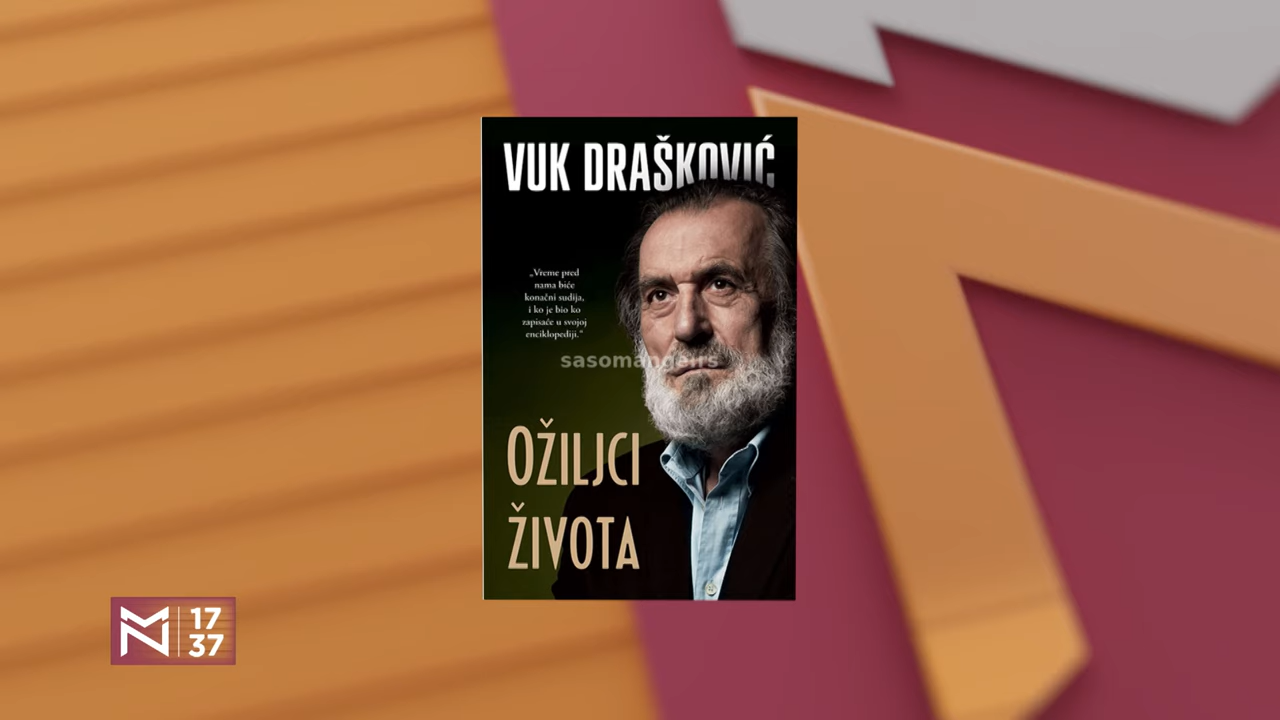 VUK DRAŠKOVIĆ
„Vreme pred
nama biće
konačni sudija,
i ko je bio ko
zapisaće u svojoj
enciklopediji.“
OŽILJCI
ŽIVOTA
17
37